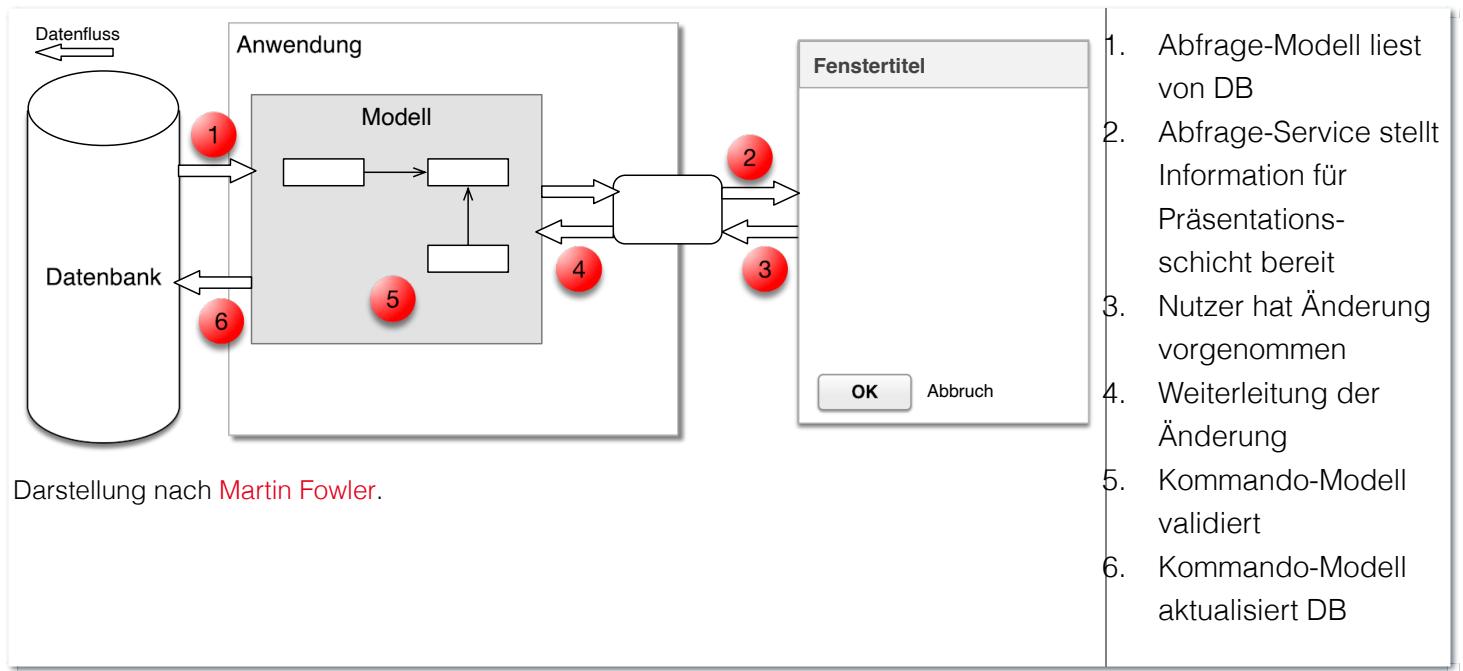 Datenfluss
Anwendung
Fenstertitel
Modell
1
2
Datenbank
3
4
5
6
OK
Abbruch
Darstellung nach Martin Fowler.
1. Abfrage-Modell liest
von DB
2. Abfrage-Service stellt
Information für
Präsentations-
schicht bereit
3. Nutzer hat Änderung
vorgenommen
4. Weiterleitung der
Änderung
5. Kommando-Modell
validiert
6. Kommando-Modell
aktualisiert DB